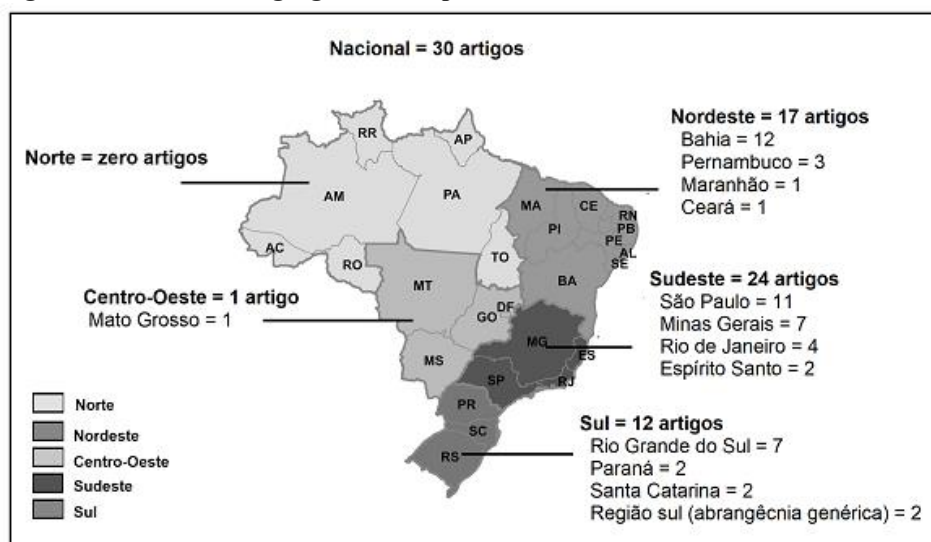 Nacional = 30 artigos
Norte = zero artigos
Centro-Oeste = 1 artigo
Mato Grosso = 1
Nordeste = 17 artigos
Bahia = 12
Pernambuco = 3
Maranhão = 1
Ceará = 1
Sudeste = 24 artigos
São Paulo = 11
Minas Gerais = 7
Rio de Janeiro = 4
Espírito Santo = 2
Sul = 12 artigos
Rio Grande do Sul = 7
Paraná = 2
Santa Catarina = 2
Região sul (abrangêcnia genérica) = 2
RR
AP
AM
PA
MA
CE
RN
PB
PI
PE
AL
SE
AC
RO
TO
MT
BA
DF
GO
MG
ES
MS
SP
RJ
PR
SC
RS
Norte
Nordeste
Centro-Oeste
Sudeste
Sul